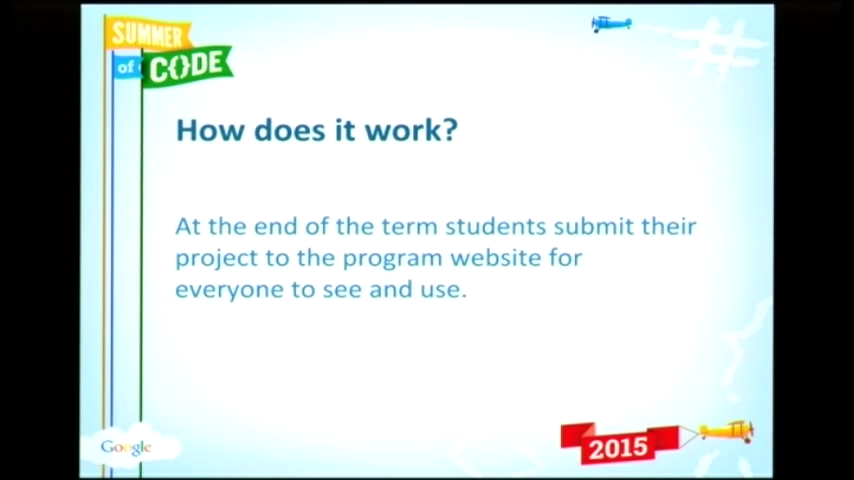 SUMMER
of CODE
How does it work?
At the end of the term students submit their
project to the program website for
everyone to see and use.
Google
2015